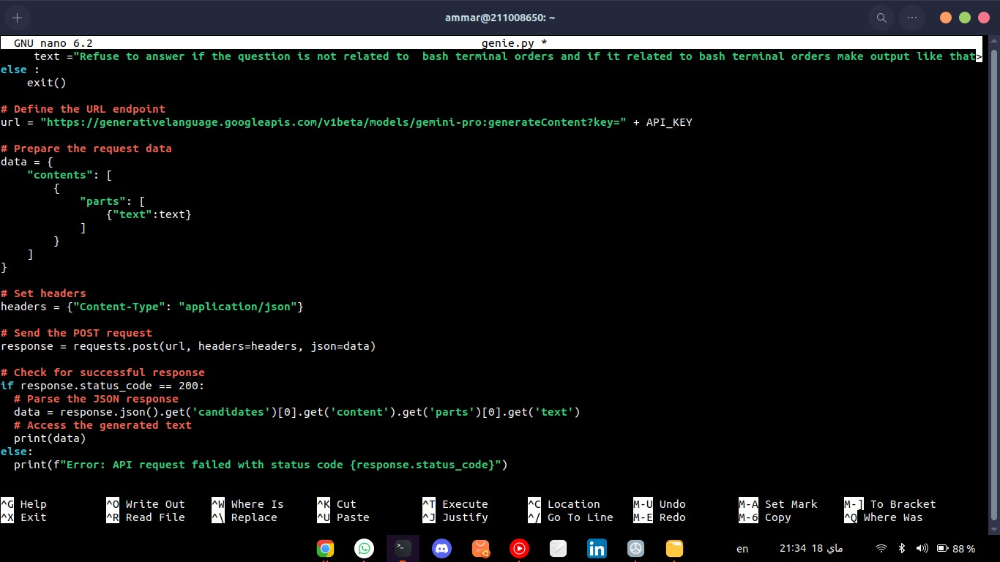 ammar@211008650: ~
GNU nano 6.2 genie.py *
text ="Refuse to answer if the question is not related to  bash terminal orders and if it related to bash terminal orders make output like that>
else :
    exit()
# Define the URL endpoint
url = "https://generativelanguage.googleapis.com/v1beta/models/gemini-pro:generateContent?key=" + API_KEY
# Prepare the request data
data = {
    "contents": [
        {
            "parts": [
                {"text":text}
            ]
        }
    ]
}
# Set headers
headers = {"Content-Type": "application/json"}
# Send the POST request
response = requests.post(url, headers=headers, json=data)
# Check for successful response
if response.status_code == 200:
  # Parse the JSON response
  data = response.json().get('candidates')[0].get('content').get('parts')[0].get('text')
  # Access the generated text
  print(data)
else:
  print(f"Error: API request failed with status code {response.status_code}")
^G Help ^O Write Out ^W Where Is ^K Cut ^T Execute ^C Location M-U Undo M-A Set Mark M-] To Bracket
^X Exit ^R Read File ^\ Replace ^U Paste ^J Justify ^/ Go To Line M-E Redo M-6 Copy ^Q Where Was
en 21:34 18 ماي 88 %